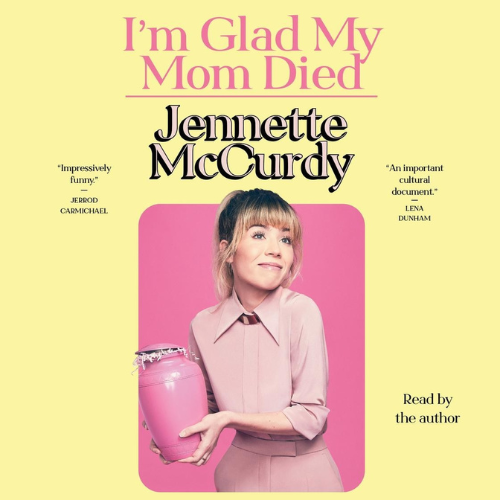 I'm Glad My
Mom Died
Jennette
McCurdy
“Impressively
funny.”
—
JERROD
CARMICHAEL
“An important
cultural
document.”
—
LENA
DUNHAM
Read by
the author